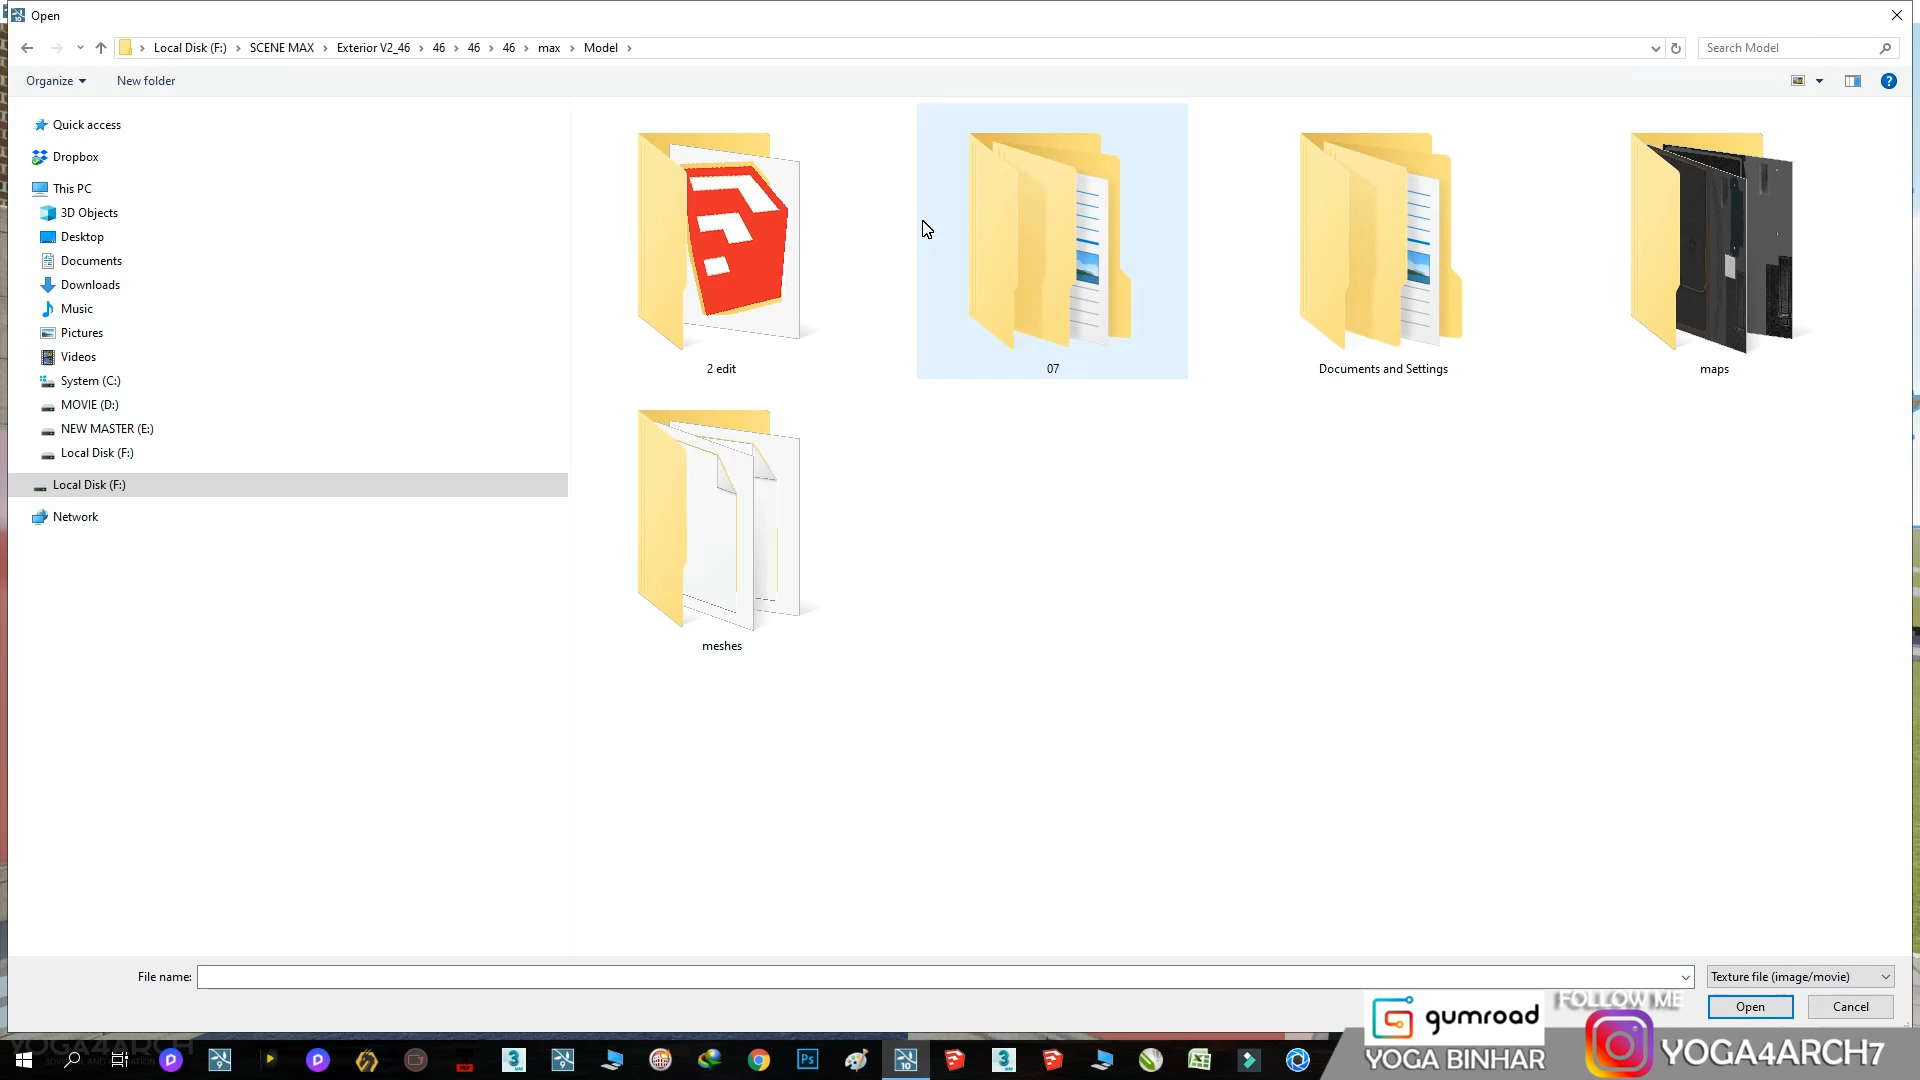 Open
Local Disk (F:) › SCENE MAX › Exterior V2_46 › 46 › 46 › 46 › max › Model ›
Search Model
Organize
New folder
Quick access
Dropbox
This PC
3D Objects
Desktop
Documents
Downloads
Music
Pictures
Videos
System (C:)
MOVIE (D:)
NEW MASTER (E:)
Local Disk (F:)
Local Disk (F:)
Network
2 edit
07
Documents and Settings
maps
meshes
File name:
Texture file (image/movie)
Open
Cancel
gumroad
YOGA BINHAR
FOLLOW ME
YOGA4ARCH7
YOGA4ARCH